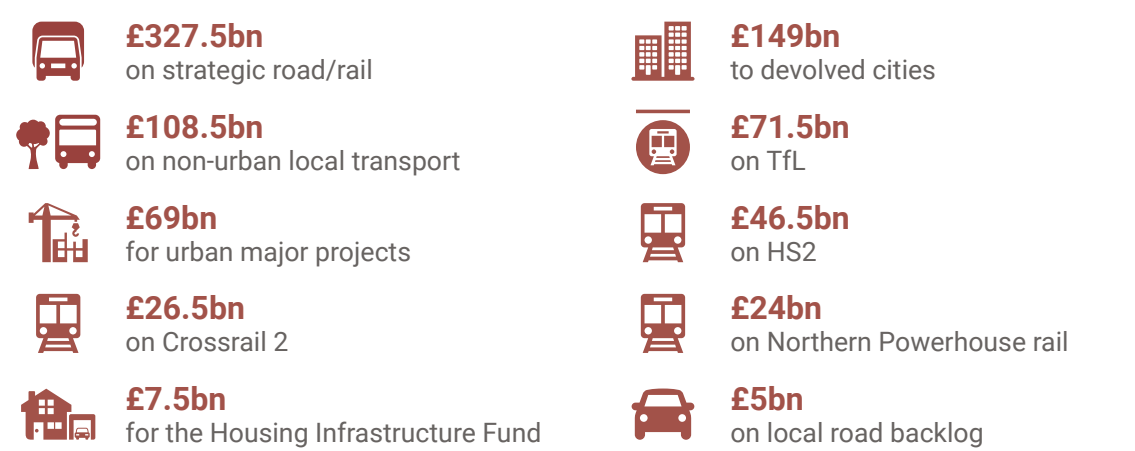 £327.5bn
on strategic road/rail
£149bn
to devolved cities
£108.5bn
on non-urban local transport
£71.5bn
on TfL
£69bn
for urban major projects
£46.5bn
on HS2
£26.5bn
on Crossrail 2
£24bn
on Northern Powerhouse rail
£7.5bn
for the Housing Infrastructure Fund
£5bn
on local road backlog